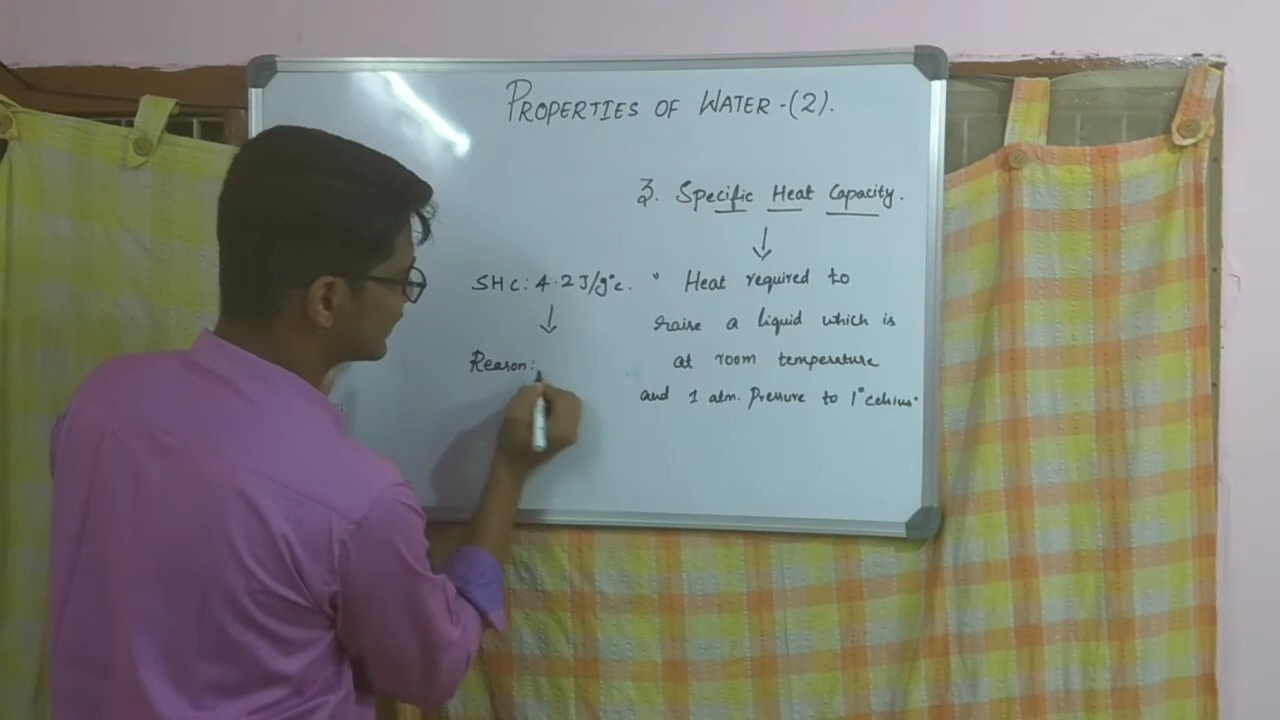 PROPERTIES OF WATER -(2).
3. Specific Heat Capacity.
SHC: 4.2 J/g°c.
Reason:
" Heat required to
raise a liquid which is
at room temperature
and 1 atm. Pressure to 1° celsius.